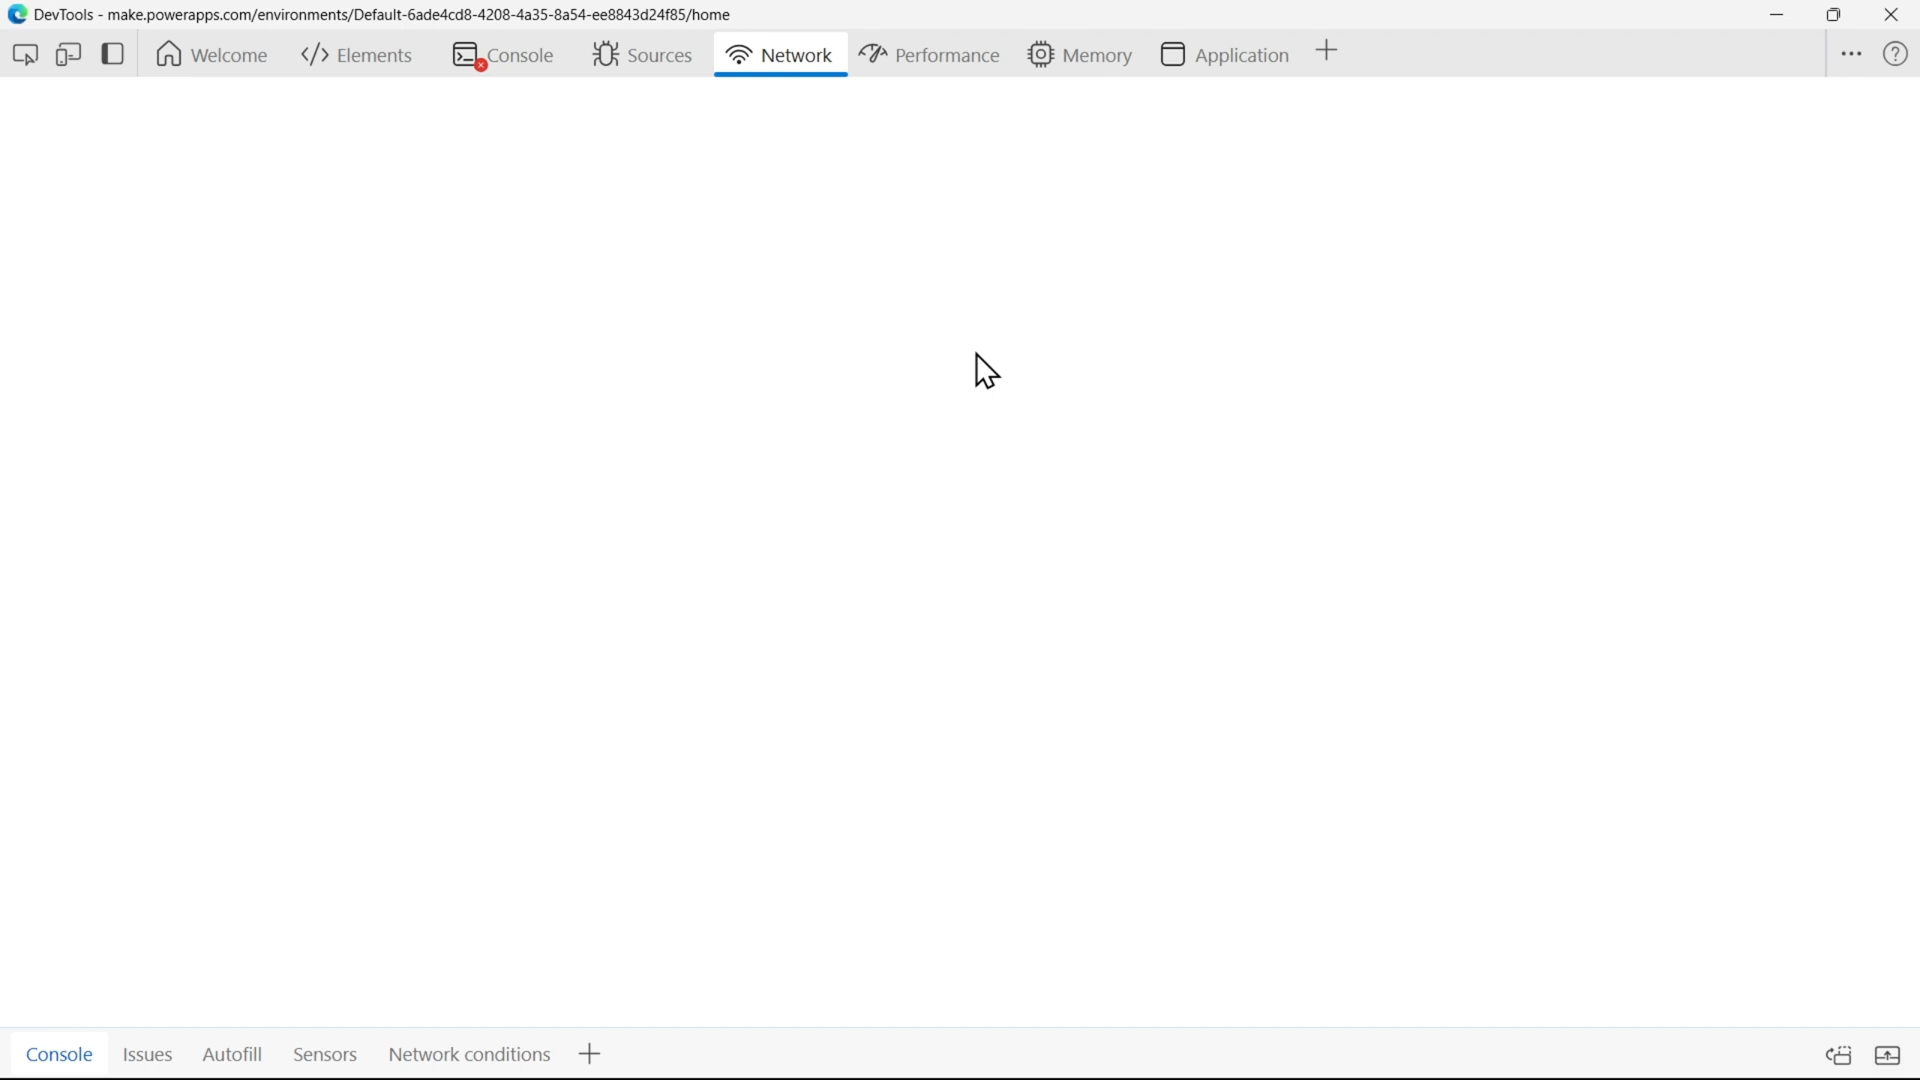 DevTools - make.powerapps.com/environments/Default-6ade4cd8-4208-4a35-8a54-ee8843d24f85/home
Welcome Elements Console Sources Network Performance Memory Application
Console Issues Autofill Sensors Network conditions